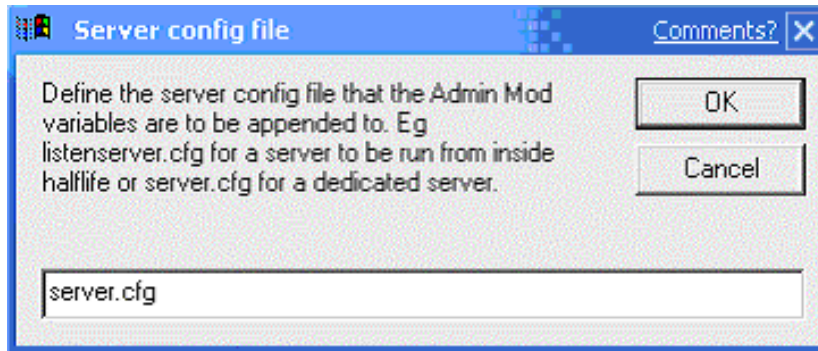 Server config file
Comments?
Define the server config file that the Admin Mod
variables are to be appended to. Eg
listenserver.cfg for a server to be run from inside
halflife or server.cfg for a dedicated server.
OK
Cancel
server.cfg